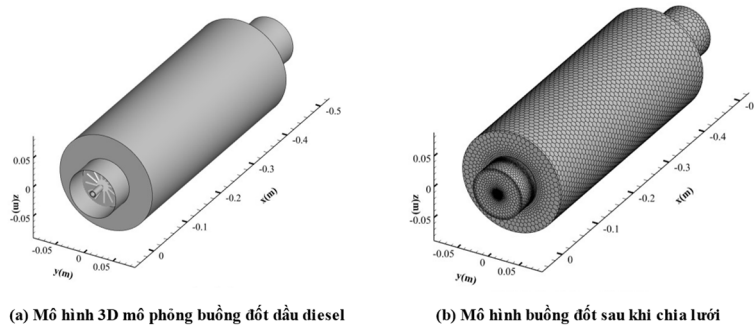 -0.5
-0.4
-0.3
-0.2
-0.1
0
x(m)
0.05
0
-0.05
z(m)
-0.05
0
0.05
y(m)
-0.4
-0.3
-0.2
-0.1
0
x(m)
0.05
0
-0.05
z(m)
-0.05
0
0.05
y(m)
(a) Mô hình 3D mô phỏng buồng đốt dầu diesel
(b) Mô hình buồng đốt sau khi chia lưới